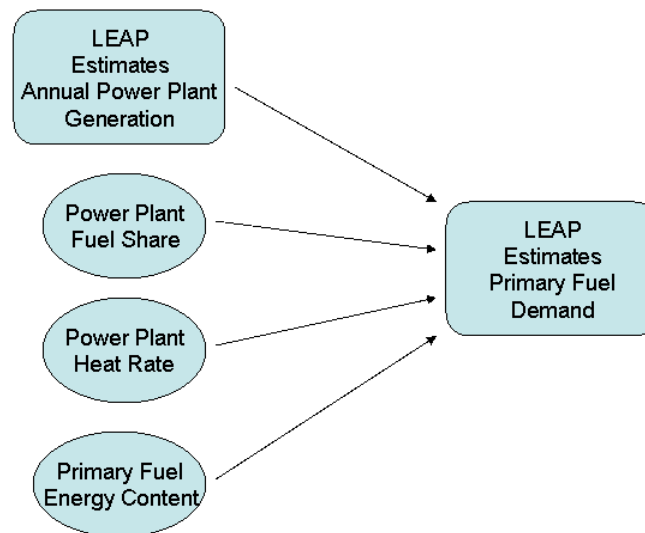 LEAP
Estimates
Annual Power Plant
Generation
Power Plant
Fuel Share
Power Plant
Heat Rate
Primary Fuel
Energy Content
LEAP
Estimates
Primary Fuel
Demand